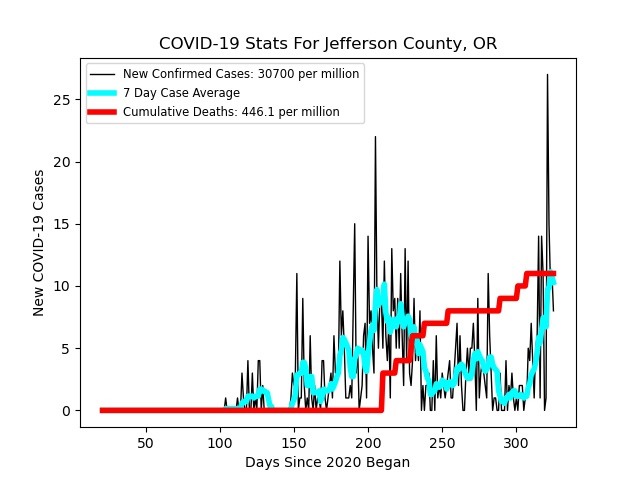 COVID-19 Stats For Jefferson County, OR
New Confirmed Cases: 30700 per million
7 Day Case Average
Cumulative Deaths: 446.1 per million
25
20
15
10
5
0
New COVID-19 Cases
50 100 150 200 250 300
Days Since 2020 Began